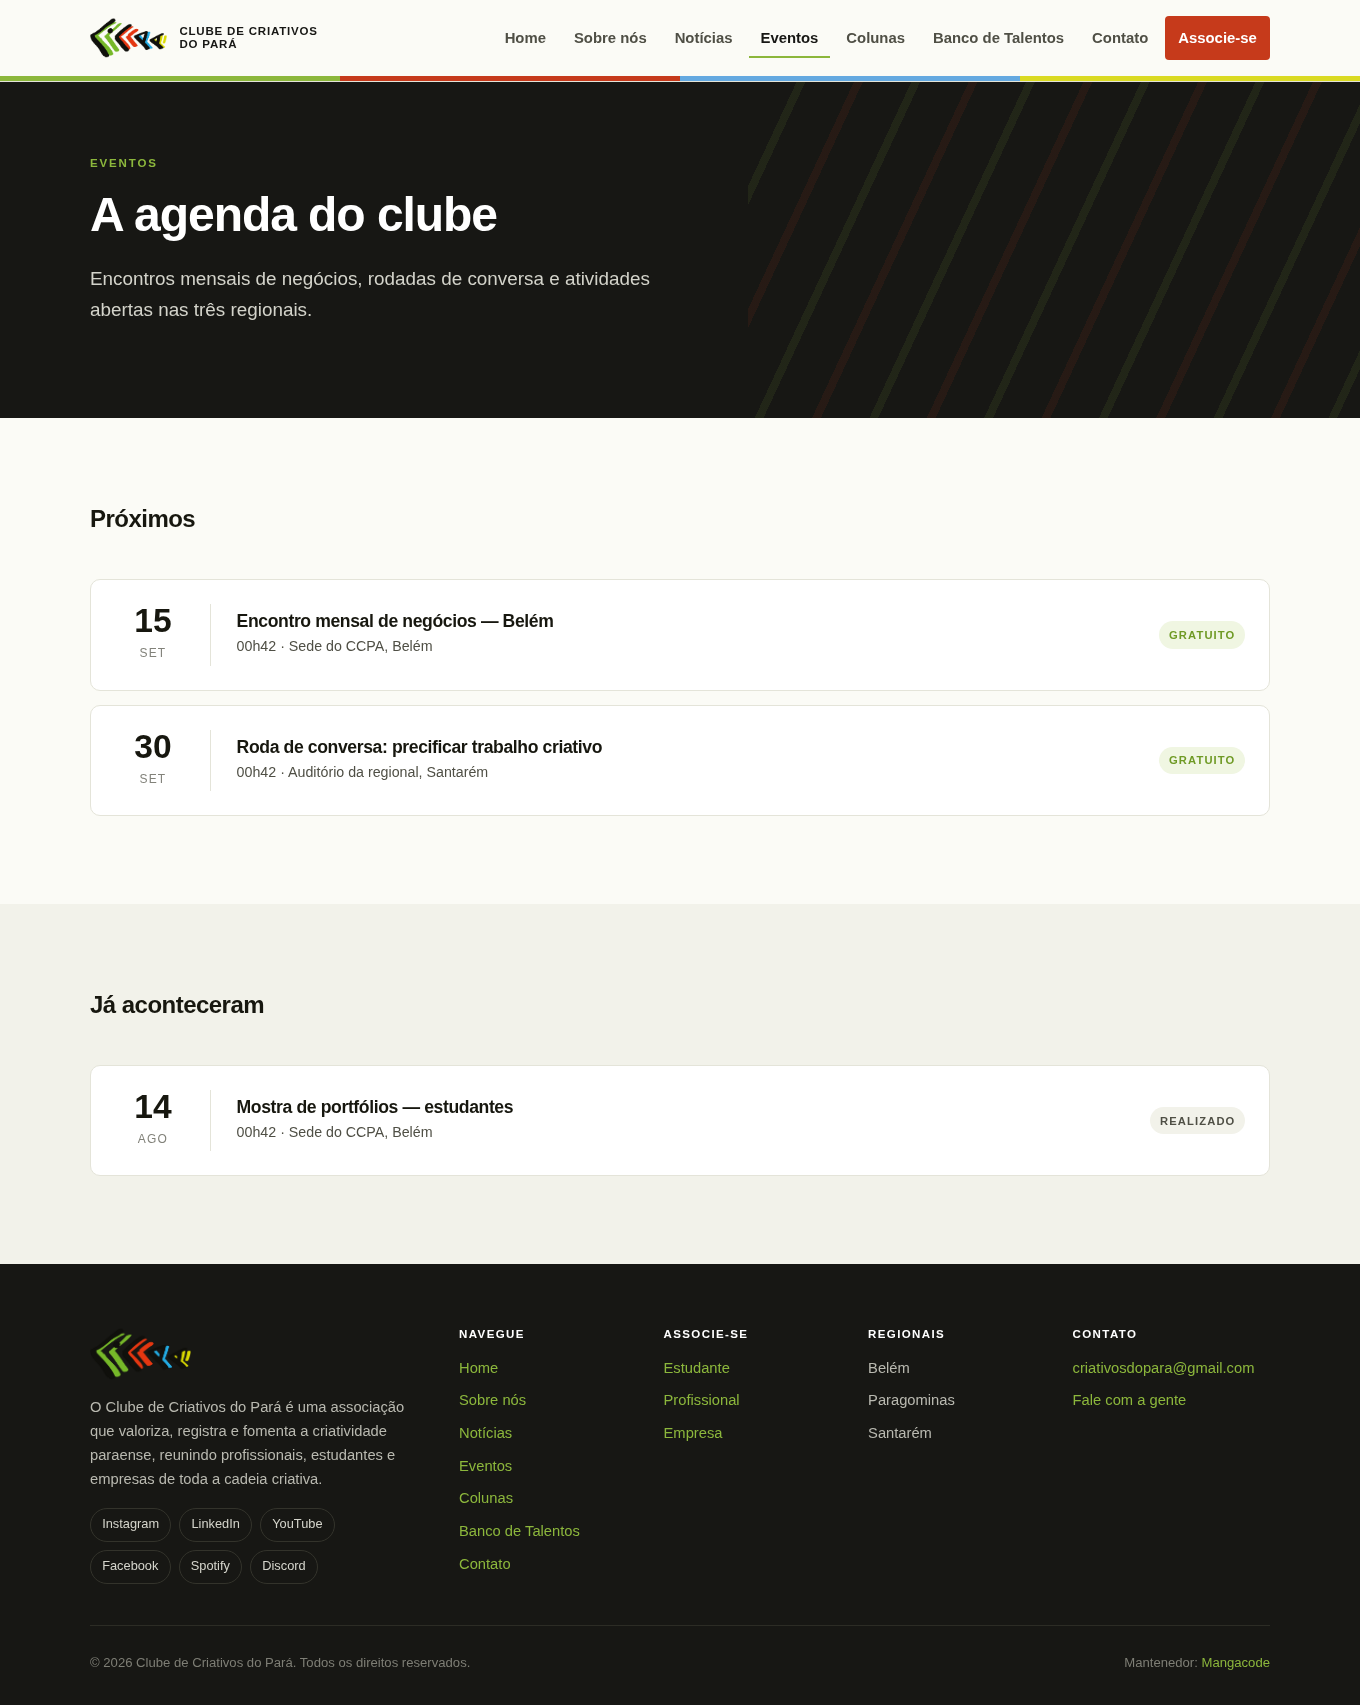 CLUBE DE CRIATIVOS
DO PARÁ
Home
Sobre nós
Notícias
Eventos
Colunas
Banco de Talentos
Contato
Associe-se
EVENTOS
A agenda do clube
Encontros mensais de negócios, rodadas de conversa e atividades
abertas nas três regionais.
Próximos
15
SET
Encontro mensal de negócios — Belém
00h42 · Sede do CCPA, Belém
GRATUITO
30
SET
Roda de conversa: precificar trabalho criativo
00h42 · Auditório da regional, Santarém
GRATUITO
Já aconteceram
14
AGO
Mostra de portfólios — estudantes
00h42 · Sede do CCPA, Belém
REALIZADO
O Clube de Criativos do Pará é uma associação
que valoriza, registra e fomenta a criatividade
paraense, reunindo profissionais, estudantes e
empresas de toda a cadeia criativa.
Instagram
LinkedIn
YouTube
Facebook
Spotify
Discord
NAVEGUE
Home
Sobre nós
Notícias
Eventos
Colunas
Banco de Talentos
Contato
ASSOCIE-SE
Estudante
Profissional
Empresa
REGIONAIS
Belém
Paragominas
Santarém
CONTATO
criativosdopara@gmail.com
Fale com a gente
© 2026 Clube de Criativos do Pará. Todos os direitos reservados.
Mantenedor: Mangacode